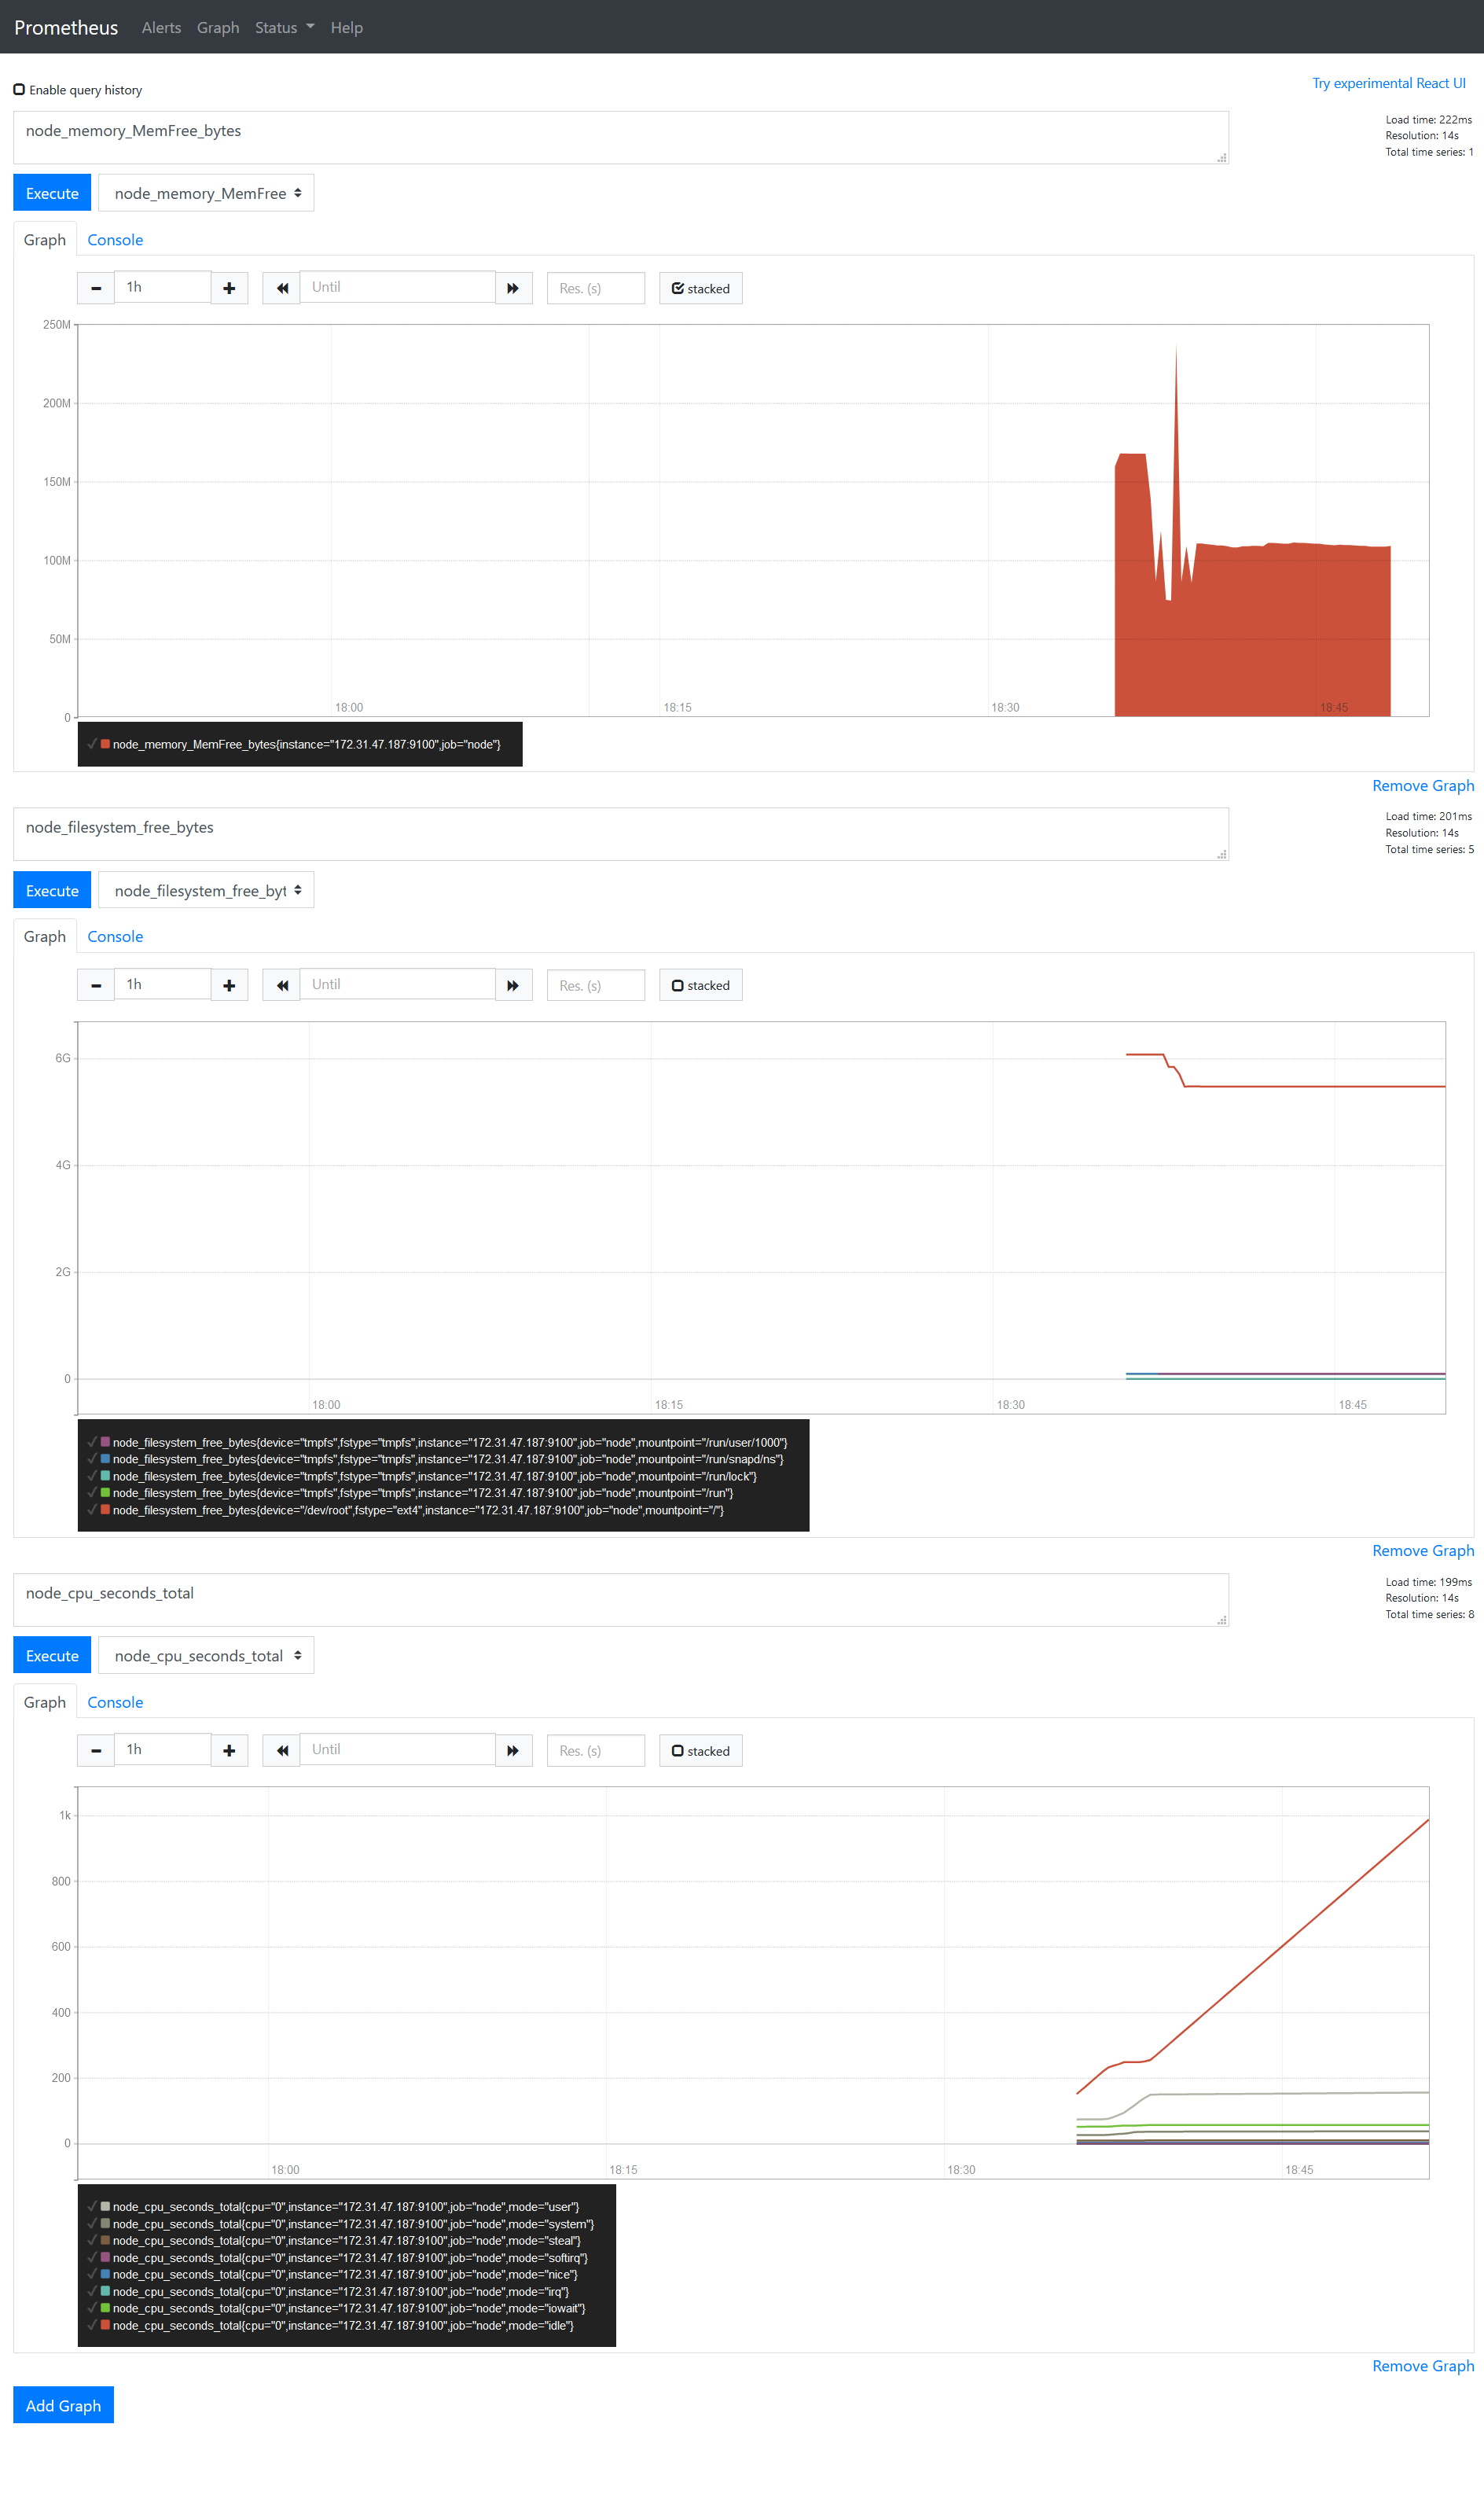 Prometheus Alerts Graph Status Help
Enable query history
Try experimental React UI
node_memory_MemFree_bytes
Load time: 222ms
Resolution: 14s
Total time series: 1
Execute node_memory_MemFree
Graph Console
1h Until Res. (s) stacked
250M
200M
150M
100M
50M
0
18:00 18:15 18:30 18:45
node_memory_MemFree_bytes{instance="172.31.47.187:9100",job="node"}
Remove Graph
node_filesystem_free_bytes
Load time: 201ms
Resolution: 14s
Total time series: 5
Execute node_filesystem_free_byt
Graph Console
1h Until Res. (s) stacked
6G
4G
2G
0
18:00 18:15 18:30 18:45
node_filesystem_free_bytes{device="tmpfs",fstype="tmpfs",instance="172.31.47.187:9100",job="node",mountpoint="/run/user/1000"}
node_filesystem_free_bytes{device="tmpfs",fstype="tmpfs",instance="172.31.47.187:9100",job="node",mountpoint="/run/snapd/ns"}
node_filesystem_free_bytes{device="tmpfs",fstype="tmpfs",instance="172.31.47.187:9100",job="node",mountpoint="/run/lock"}
node_filesystem_free_bytes{device="tmpfs",fstype="tmpfs",instance="172.31.47.187:9100",job="node",mountpoint="/run"}
node_filesystem_free_bytes{device="/dev/root",fstype="ext4",instance="172.31.47.187:9100",job="node",mountpoint="/"}
Remove Graph
node_cpu_seconds_total
Load time: 199ms
Resolution: 14s
Total time series: 8
Execute node_cpu_seconds_total
Graph Console
1h Until Res. (s) stacked
1k
800
600
400
200
0
18:00 18:15 18:30 18:45
node_cpu_seconds_total{cpu="0",instance="172.31.47.187:9100",job="node",mode="user"}
node_cpu_seconds_total{cpu="0",instance="172.31.47.187:9100",job="node",mode="system"}
node_cpu_seconds_total{cpu="0",instance="172.31.47.187:9100",job="node",mode="steal"}
node_cpu_seconds_total{cpu="0",instance="172.31.47.187:9100",job="node",mode="softirq"}
node_cpu_seconds_total{cpu="0",instance="172.31.47.187:9100",job="node",mode="nice"}
node_cpu_seconds_total{cpu="0",instance="172.31.47.187:9100",job="node",mode="irq"}
node_cpu_seconds_total{cpu="0",instance="172.31.47.187:9100",job="node",mode="iowait"}
node_cpu_seconds_total{cpu="0",instance="172.31.47.187:9100",job="node",mode="idle"}
Remove Graph
Add Graph